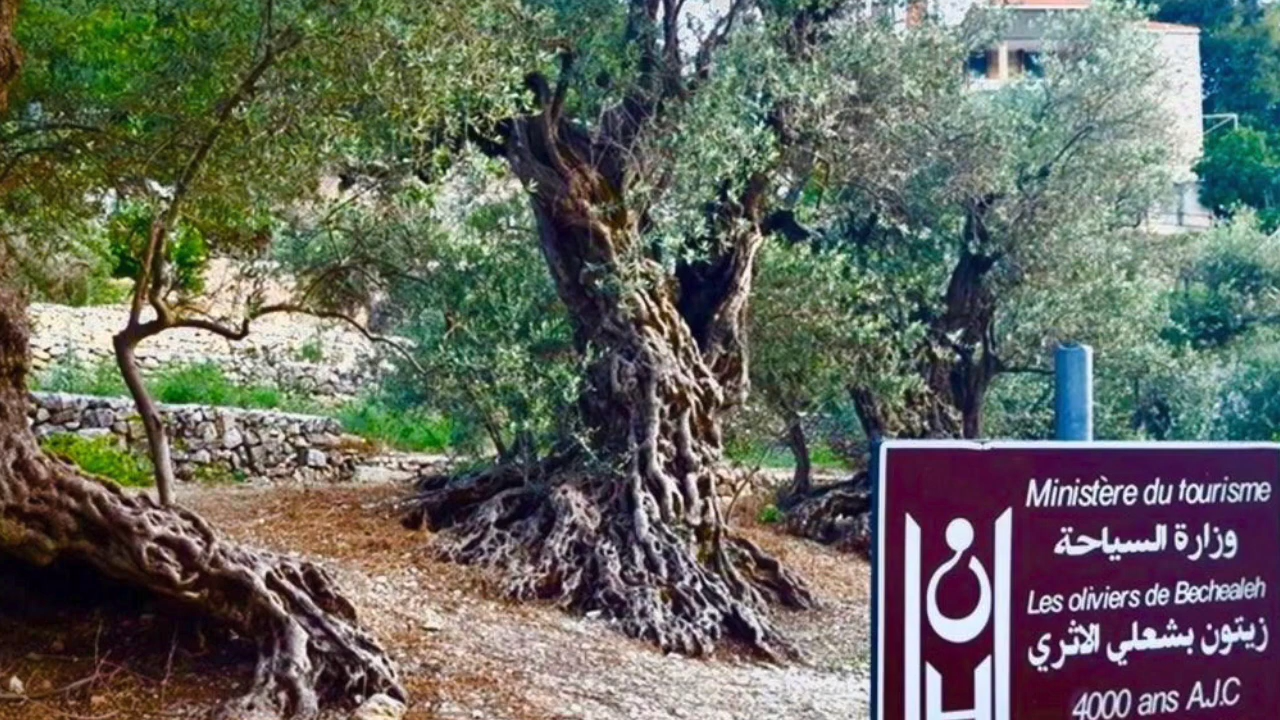 Ministère du tourisme
وزارة السياحة
Les oliviers de Bechealeh
زيتون بشعلي الاثري
4000 ans A.J.C